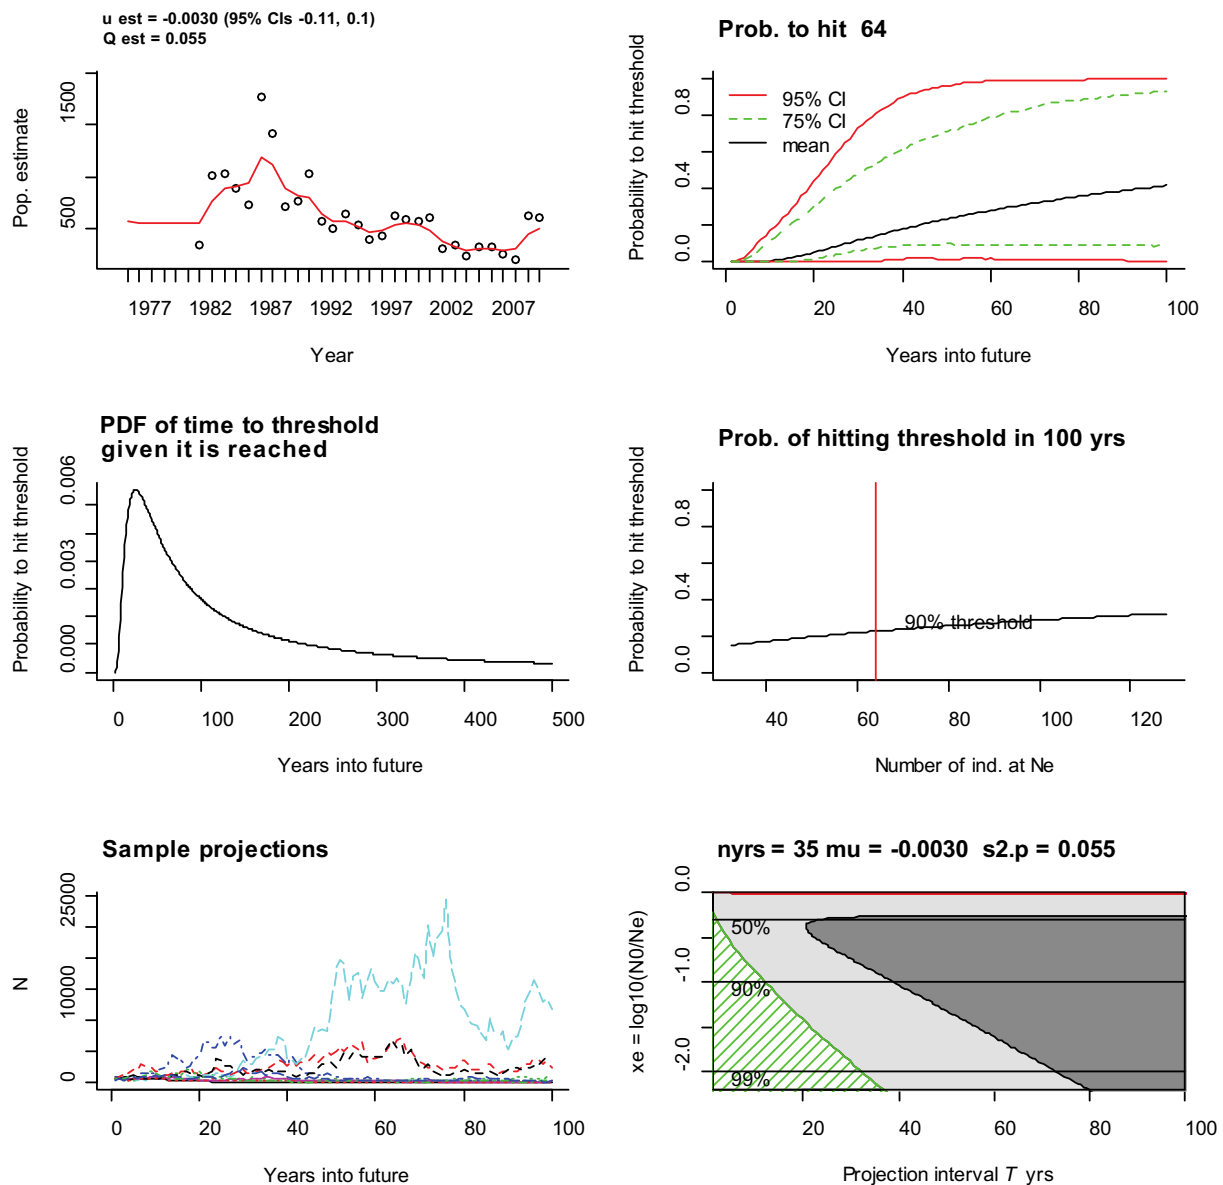 u est = -0.0030 (95% CIs -0.11, 0.1)
Q est = 0.055
Pop. estimate
500
1500
1977 1982 1987 1992 1997 2002 2007
Year
Prob. to hit 64
Probability to hit threshold
0.0 0.4 0.8
95% CI
75% CI
mean
0 20 40 60 80 100
Years into future
PDF of time to threshold
given it is reached
Probability to hit threshold
0.000 0.003 0.006
0 100 200 300 400 500
Years into future
Prob. of hitting threshold in 100 yrs
Probability to hit threshold
0.0 0.4 0.8
90% threshold
40 60 80 100 120
Number of ind. at Ne
Sample projections
N
0 10000 25000
0 20 40 60 80 100
Years into future
nyrs = 35 mu = -0.0030 s2.p = 0.055
xe = log10(N0/Ne)
-2.0 -1.0 0.0
50%
90%
99%
20 40 60 80 100
Projection interval T yrs